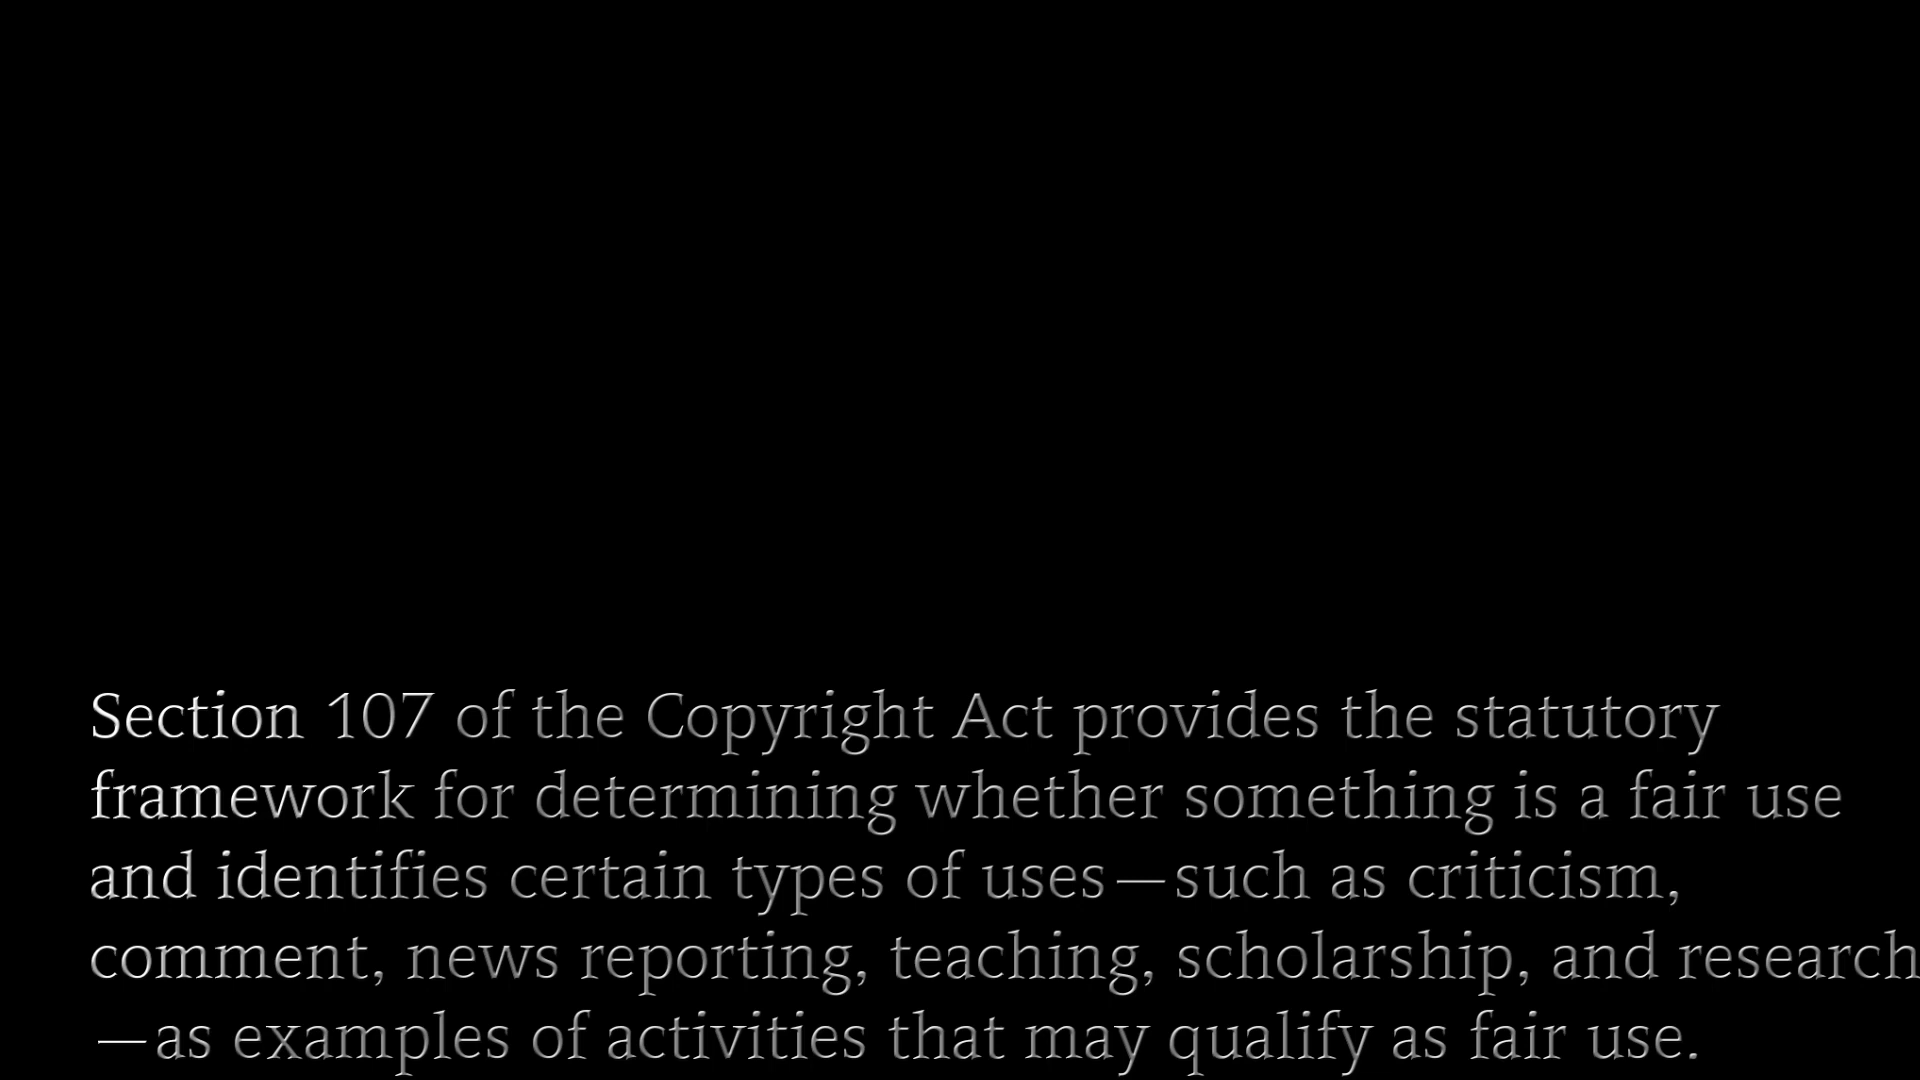 Section 107 of the Copyright Act provides the statutory
framework for determining whether something is a fair use
and identifies certain types of uses—such as criticism,
comment, news reporting, teaching, scholarship, and research
—as examples of activities that may qualify as fair use.